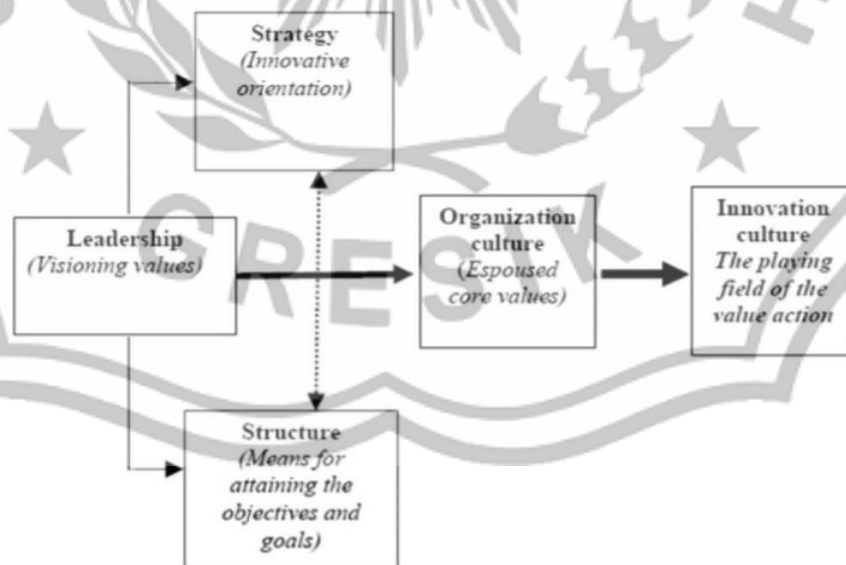 Strategy
(Innovative
orientation)
Leadership
(Visioning values)
Organization
culture
(Espoused
core values)
Innovation
culture
The playing
field of the
value action
Structure
(Means for
attaining the
objectives and
goals)
GRESIK